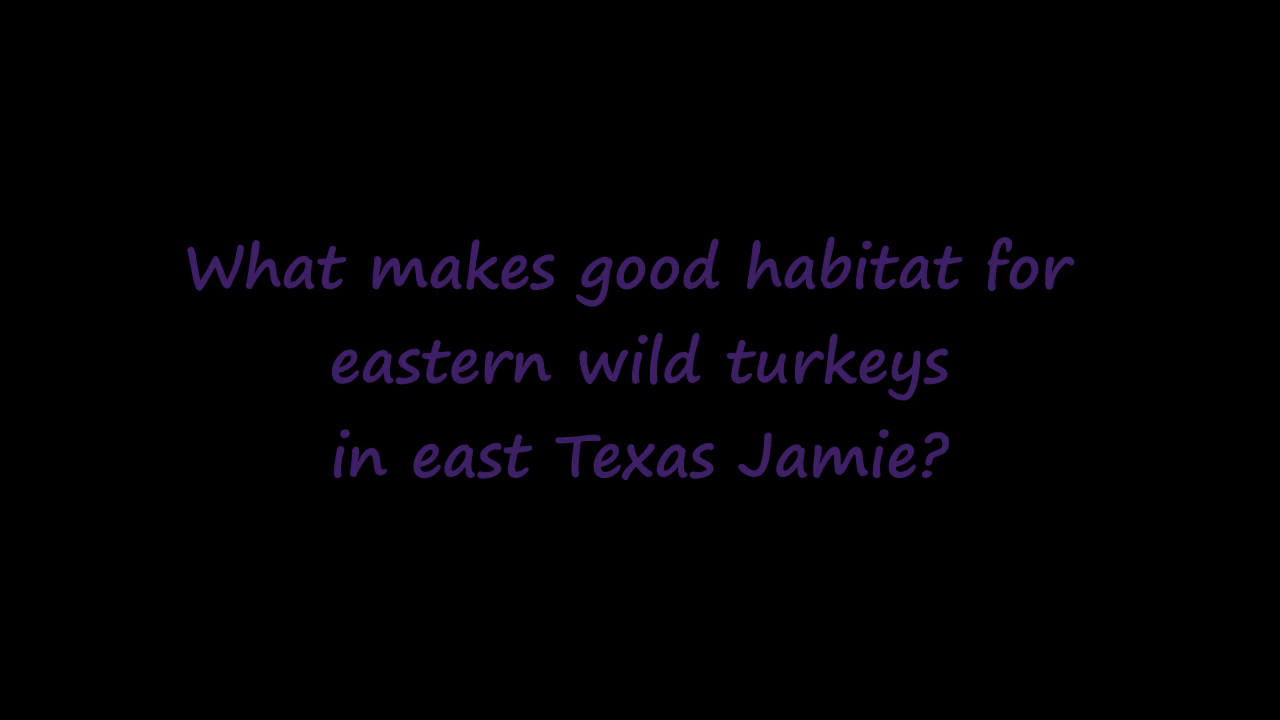 What makes good habitat for
eastern wild turkeys
in east Texas Jamie?